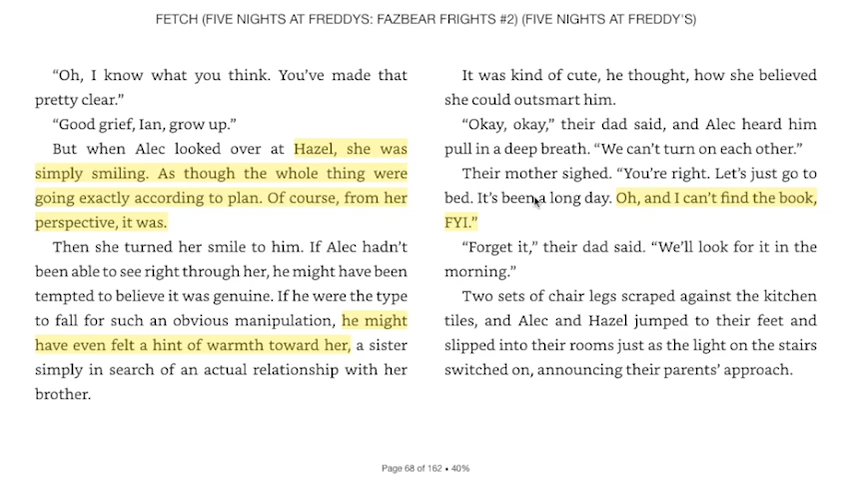 FETCH (FIVE NIGHTS AT FREDDYS: FAZBEAR FRIGHTS #2) (FIVE NIGHTS AT FREDDY'S)
“Oh, I know what you think. You’ve made that
pretty clear.”
“Good grief, Ian, grow up.”
But when Alec looked over at Hazel, she was
simply smiling. As though the whole thing were
going exactly according to plan. Of course, from her
perspective, it was.
Then she turned her smile to him. If Alec hadn’t
been able to see right through her, he might have been
tempted to believe it was genuine. If he were the type
to fall for such an obvious manipulation, he might
have even felt a hint of warmth toward her, a sister
simply in search of an actual relationship with her
brother.
It was kind of cute, he thought, how she believed
she could outsmart him.
“Okay, okay,” their dad said, and Alec heard him
pull in a deep breath. “We can’t turn on each other.”
Their mother sighed. “You’re right. Let’s just go to
bed. It’s been a long day. Oh, and I can’t find the book,
FYI.”
“Forget it,” their dad said. “We’ll look for it in the
morning.”
Two sets of chair legs scraped against the kitchen
tiles, and Alec and Hazel jumped to their feet and
slipped into their rooms just as the light on the stairs
switched on, announcing their parents’ approach.
Page 68 of 162 • 40%